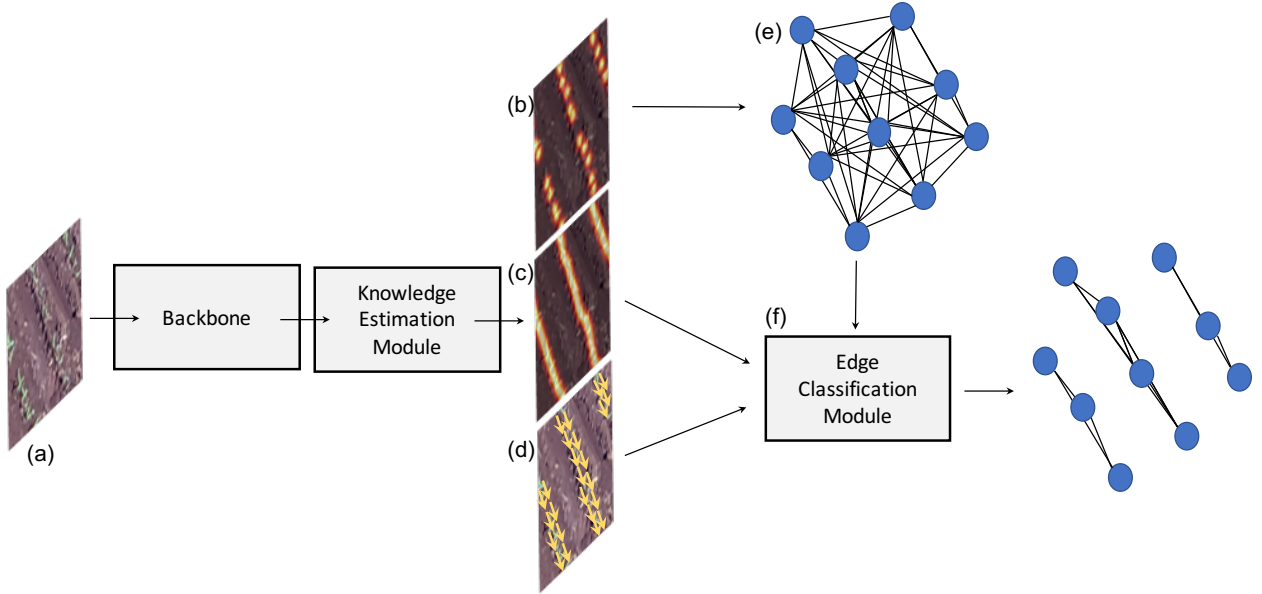 (a)
Backbone
Knowledge
Estimation
Module
(b)
(c)
(d)
(e)
(f)
Edge
Classification
Module